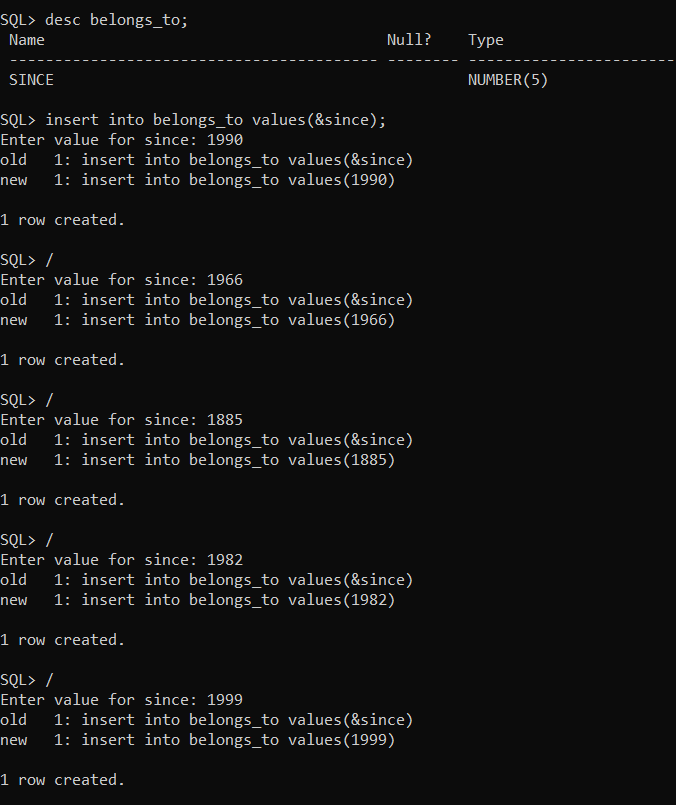 SQL> desc belongs_to;
 Name                                      Null?    Type
 ----------------------------------------- -------- -----------------------
 SINCE                                              NUMBER(5)
SQL> insert into belongs_to values(&since);
Enter value for since: 1990
old   1: insert into belongs_to values(&since)
new   1: insert into belongs_to values(1990)
1 row created.
SQL> /
Enter value for since: 1966
old   1: insert into belongs_to values(&since)
new   1: insert into belongs_to values(1966)
1 row created.
SQL> /
Enter value for since: 1885
old   1: insert into belongs_to values(&since)
new   1: insert into belongs_to values(1885)
1 row created.
SQL> /
Enter value for since: 1982
old   1: insert into belongs_to values(&since)
new   1: insert into belongs_to values(1982)
1 row created.
SQL> /
Enter value for since: 1999
old   1: insert into belongs_to values(&since)
new   1: insert into belongs_to values(1999)
1 row created.